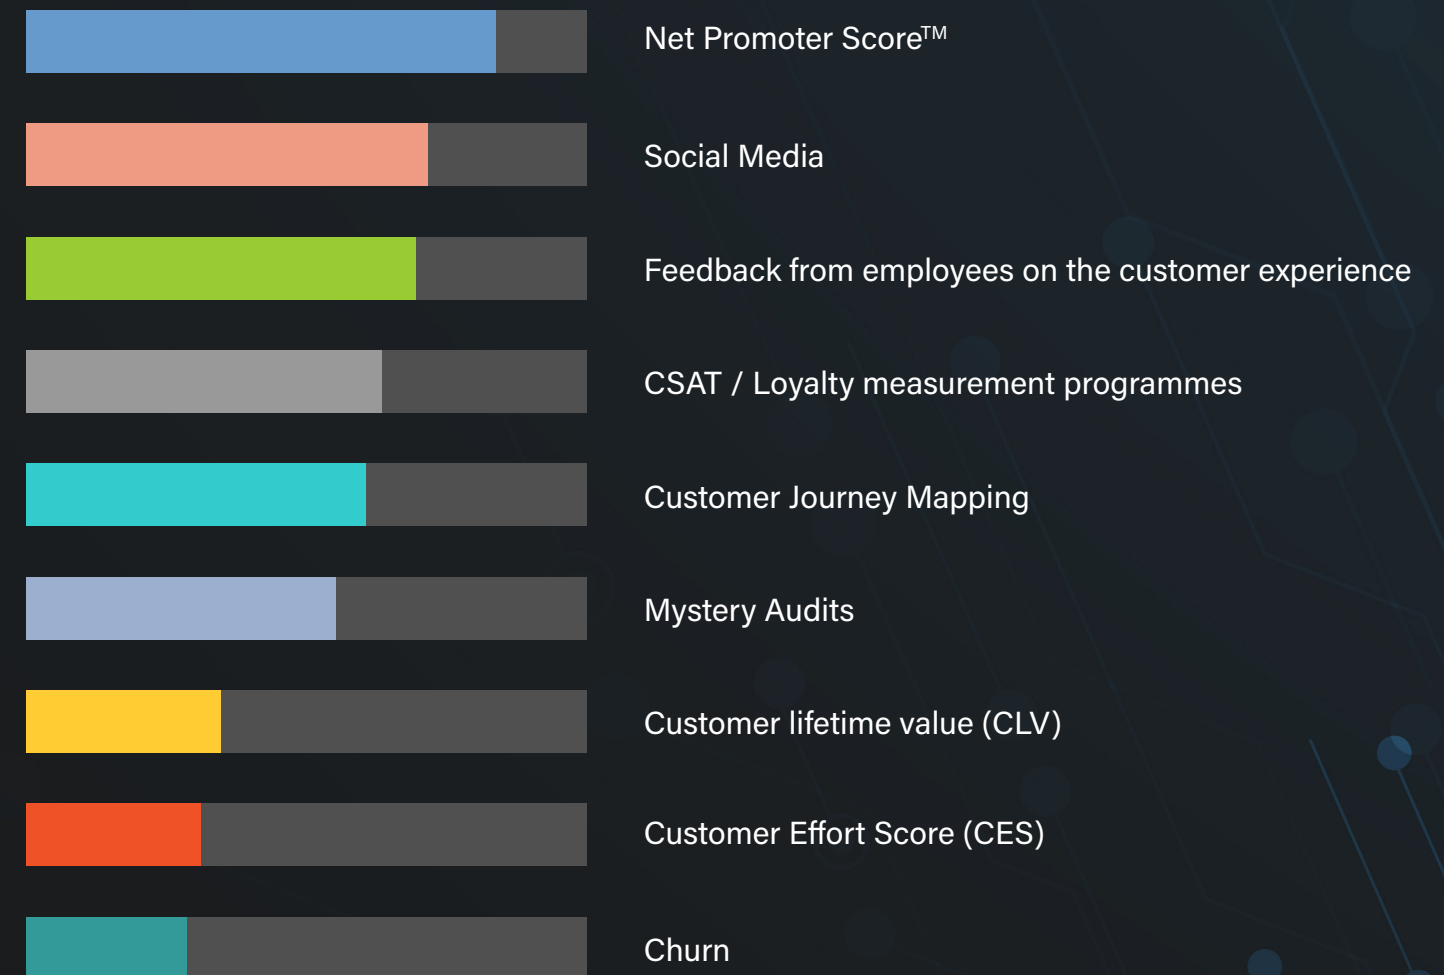 Net Promoter Score™
Social Media
Feedback from employees on the customer experience
CSAT / Loyalty measurement programmes
Customer Journey Mapping
Mystery Audits
Customer lifetime value (CLV)
Customer Effort Score (CES)
Churn